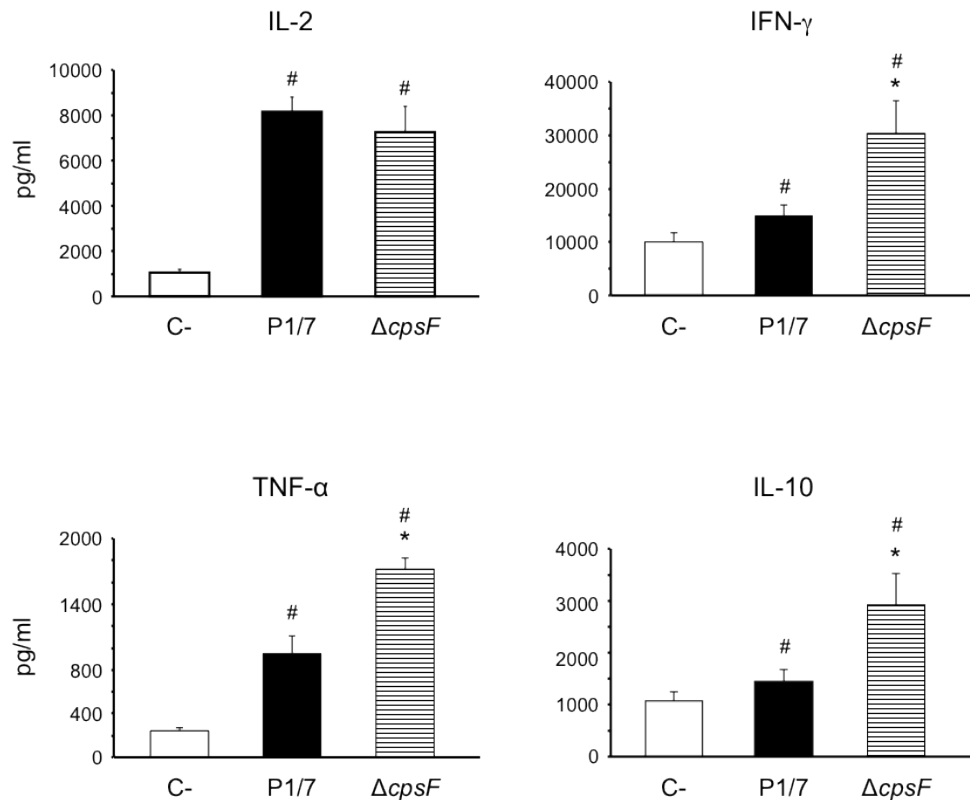 IL-2
10000
8000
6000
4000
2000
0
pg/ml
#
#
C-
P1/7
ΔcpsF
IFN-γ
40000
30000
20000
10000
0
#
#
*
C-
P1/7
ΔcpsF
TNF-α
2000
1400
800
400
0
pg/ml
#
#
*
C-
P1/7
ΔcpsF
IL-10
4000
3000
2000
1000
0
#
#
*
C-
P1/7
ΔcpsF